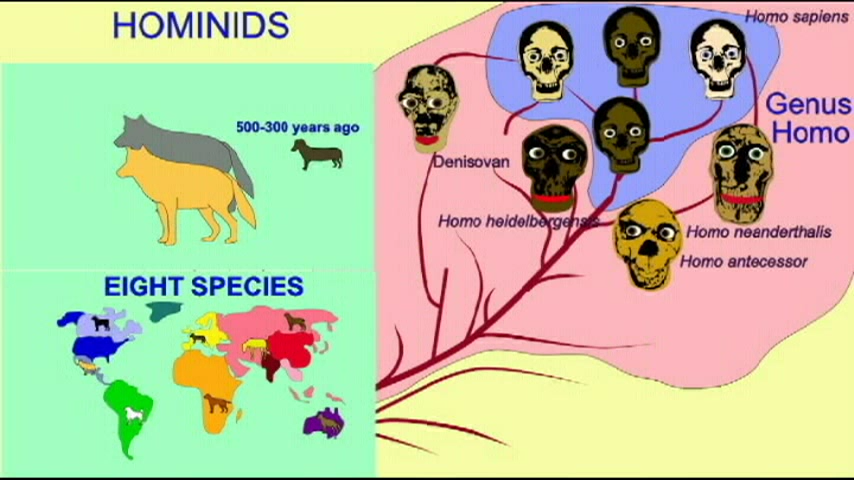 HOMINIDS
500-300 years ago
EIGHT SPECIES
Homo sapiens
Genus
Homo
Denisovan
Homo heidelbergensis
Homo neanderthalis
Homo antecessor